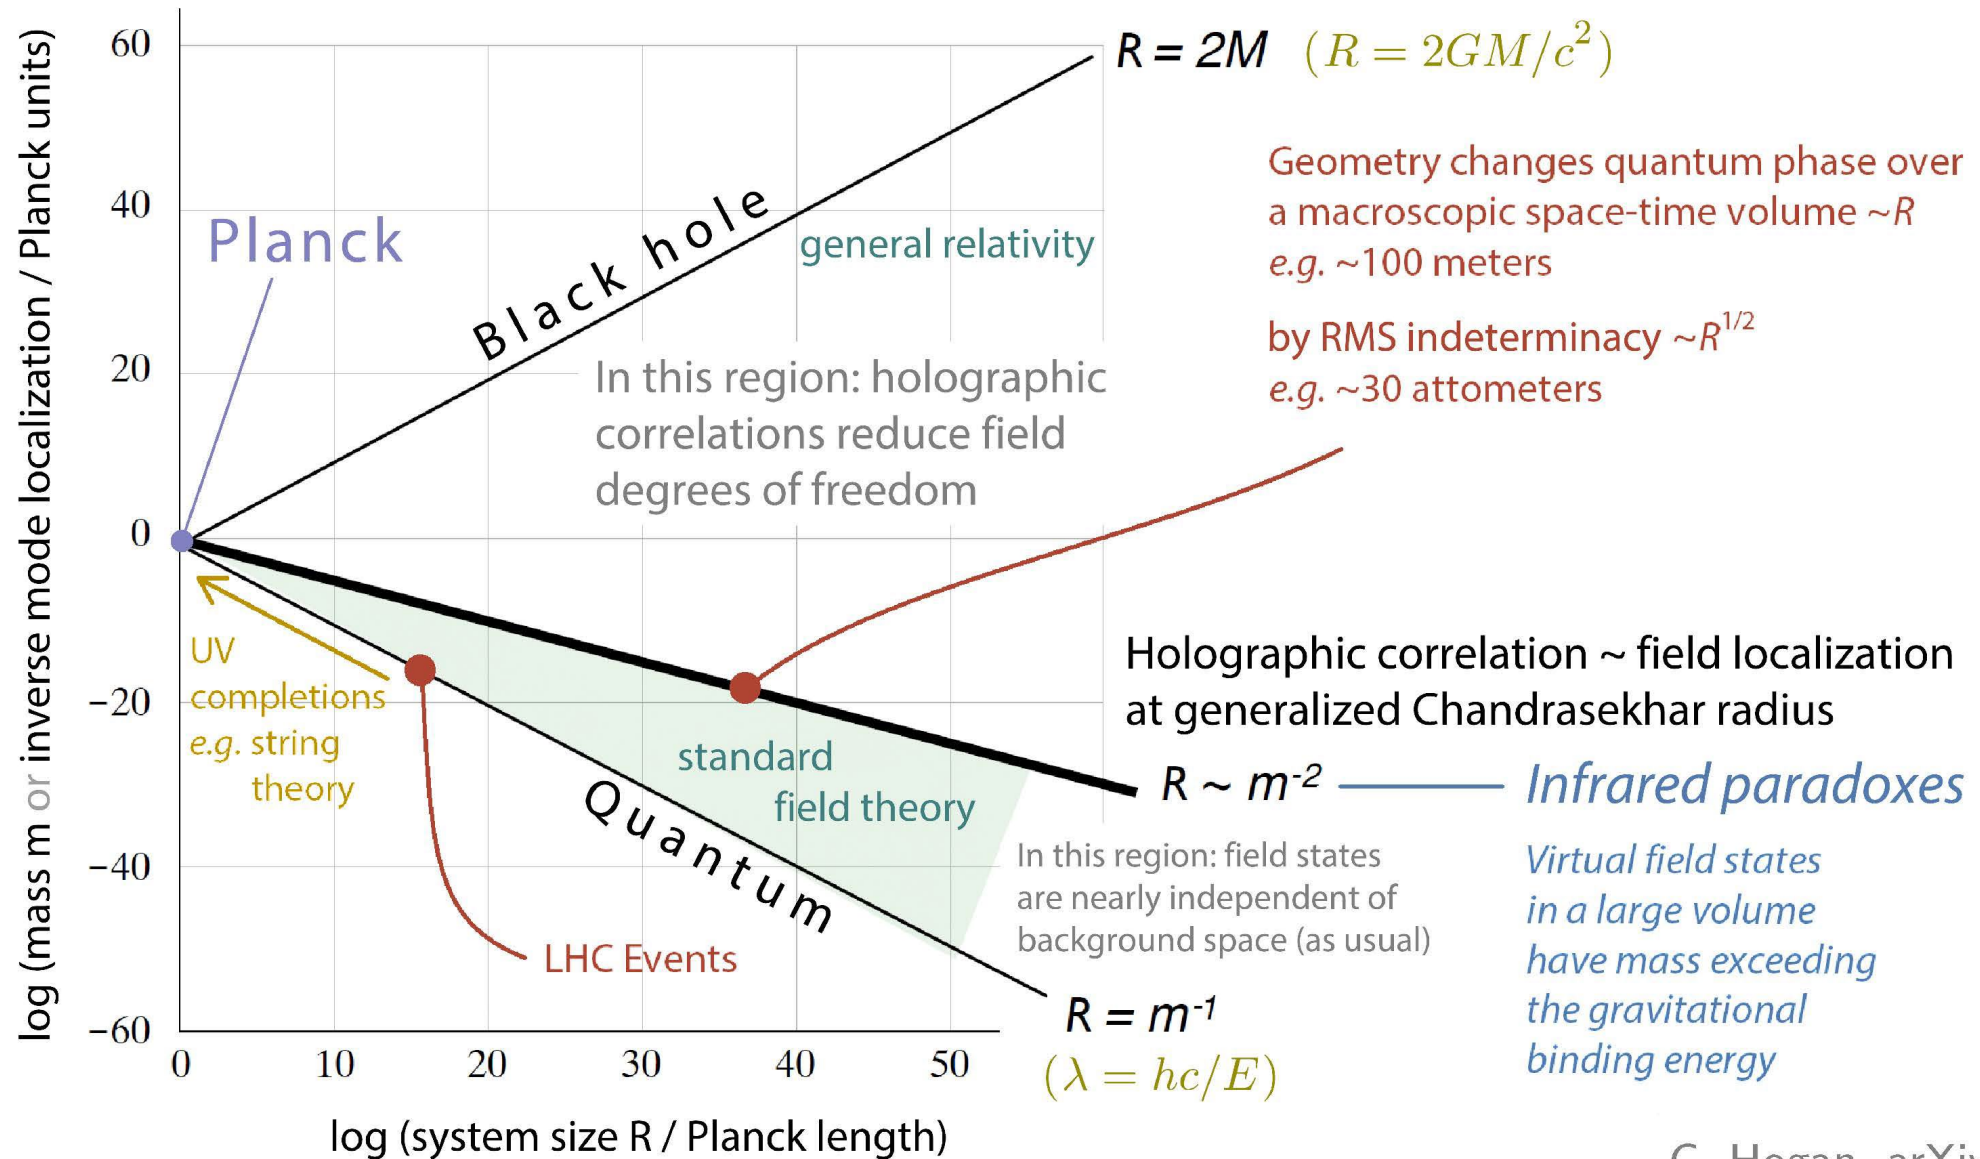 log (mass m or inverse mode localization / Planck units)
60
40
20
0
−20
−40
−60
0
10
20
30
40
50
log (system size R / Planck length)
Planck
Black hole
general relativity
R = 2M (R = 2GM/c²)
Geometry changes quantum phase over
a macroscopic space-time volume ~R
e.g. ~100 meters
by RMS indeterminacy ~R^1/2
e.g. ~30 attometers
In this region: holographic
correlations reduce field
degrees of freedom
UV
completions
e.g. string
theory
LHC Events
Quantum
standard
field theory
Holographic correlation ~ field localization
at generalized Chandrasekhar radius
R ~ m^-2
Infrared paradoxes
Virtual field states
in a large volume
have mass exceeding
the gravitational
binding energy
In this region: field states
are nearly independent of
background space (as usual)
R = m^-1
(λ = hc/E)
C. Hogan